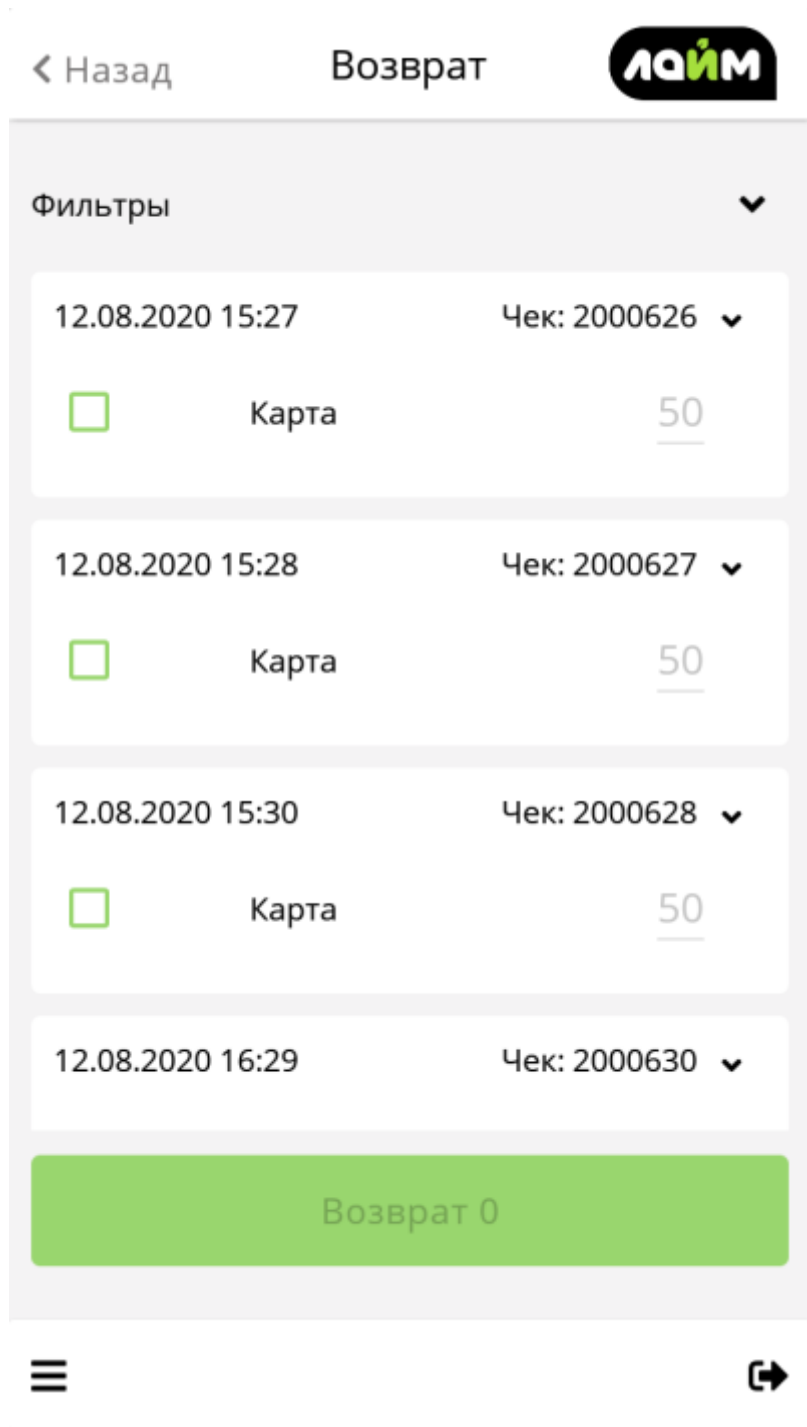 Назад Возврат лайм
Фильтры
12.08.2020 15:27 Чек: 2000626
Карта 50
12.08.2020 15:28 Чек: 2000627
Карта 50
12.08.2020 15:30 Чек: 2000628
Карта 50
12.08.2020 16:29 Чек: 2000630
Возврат 0